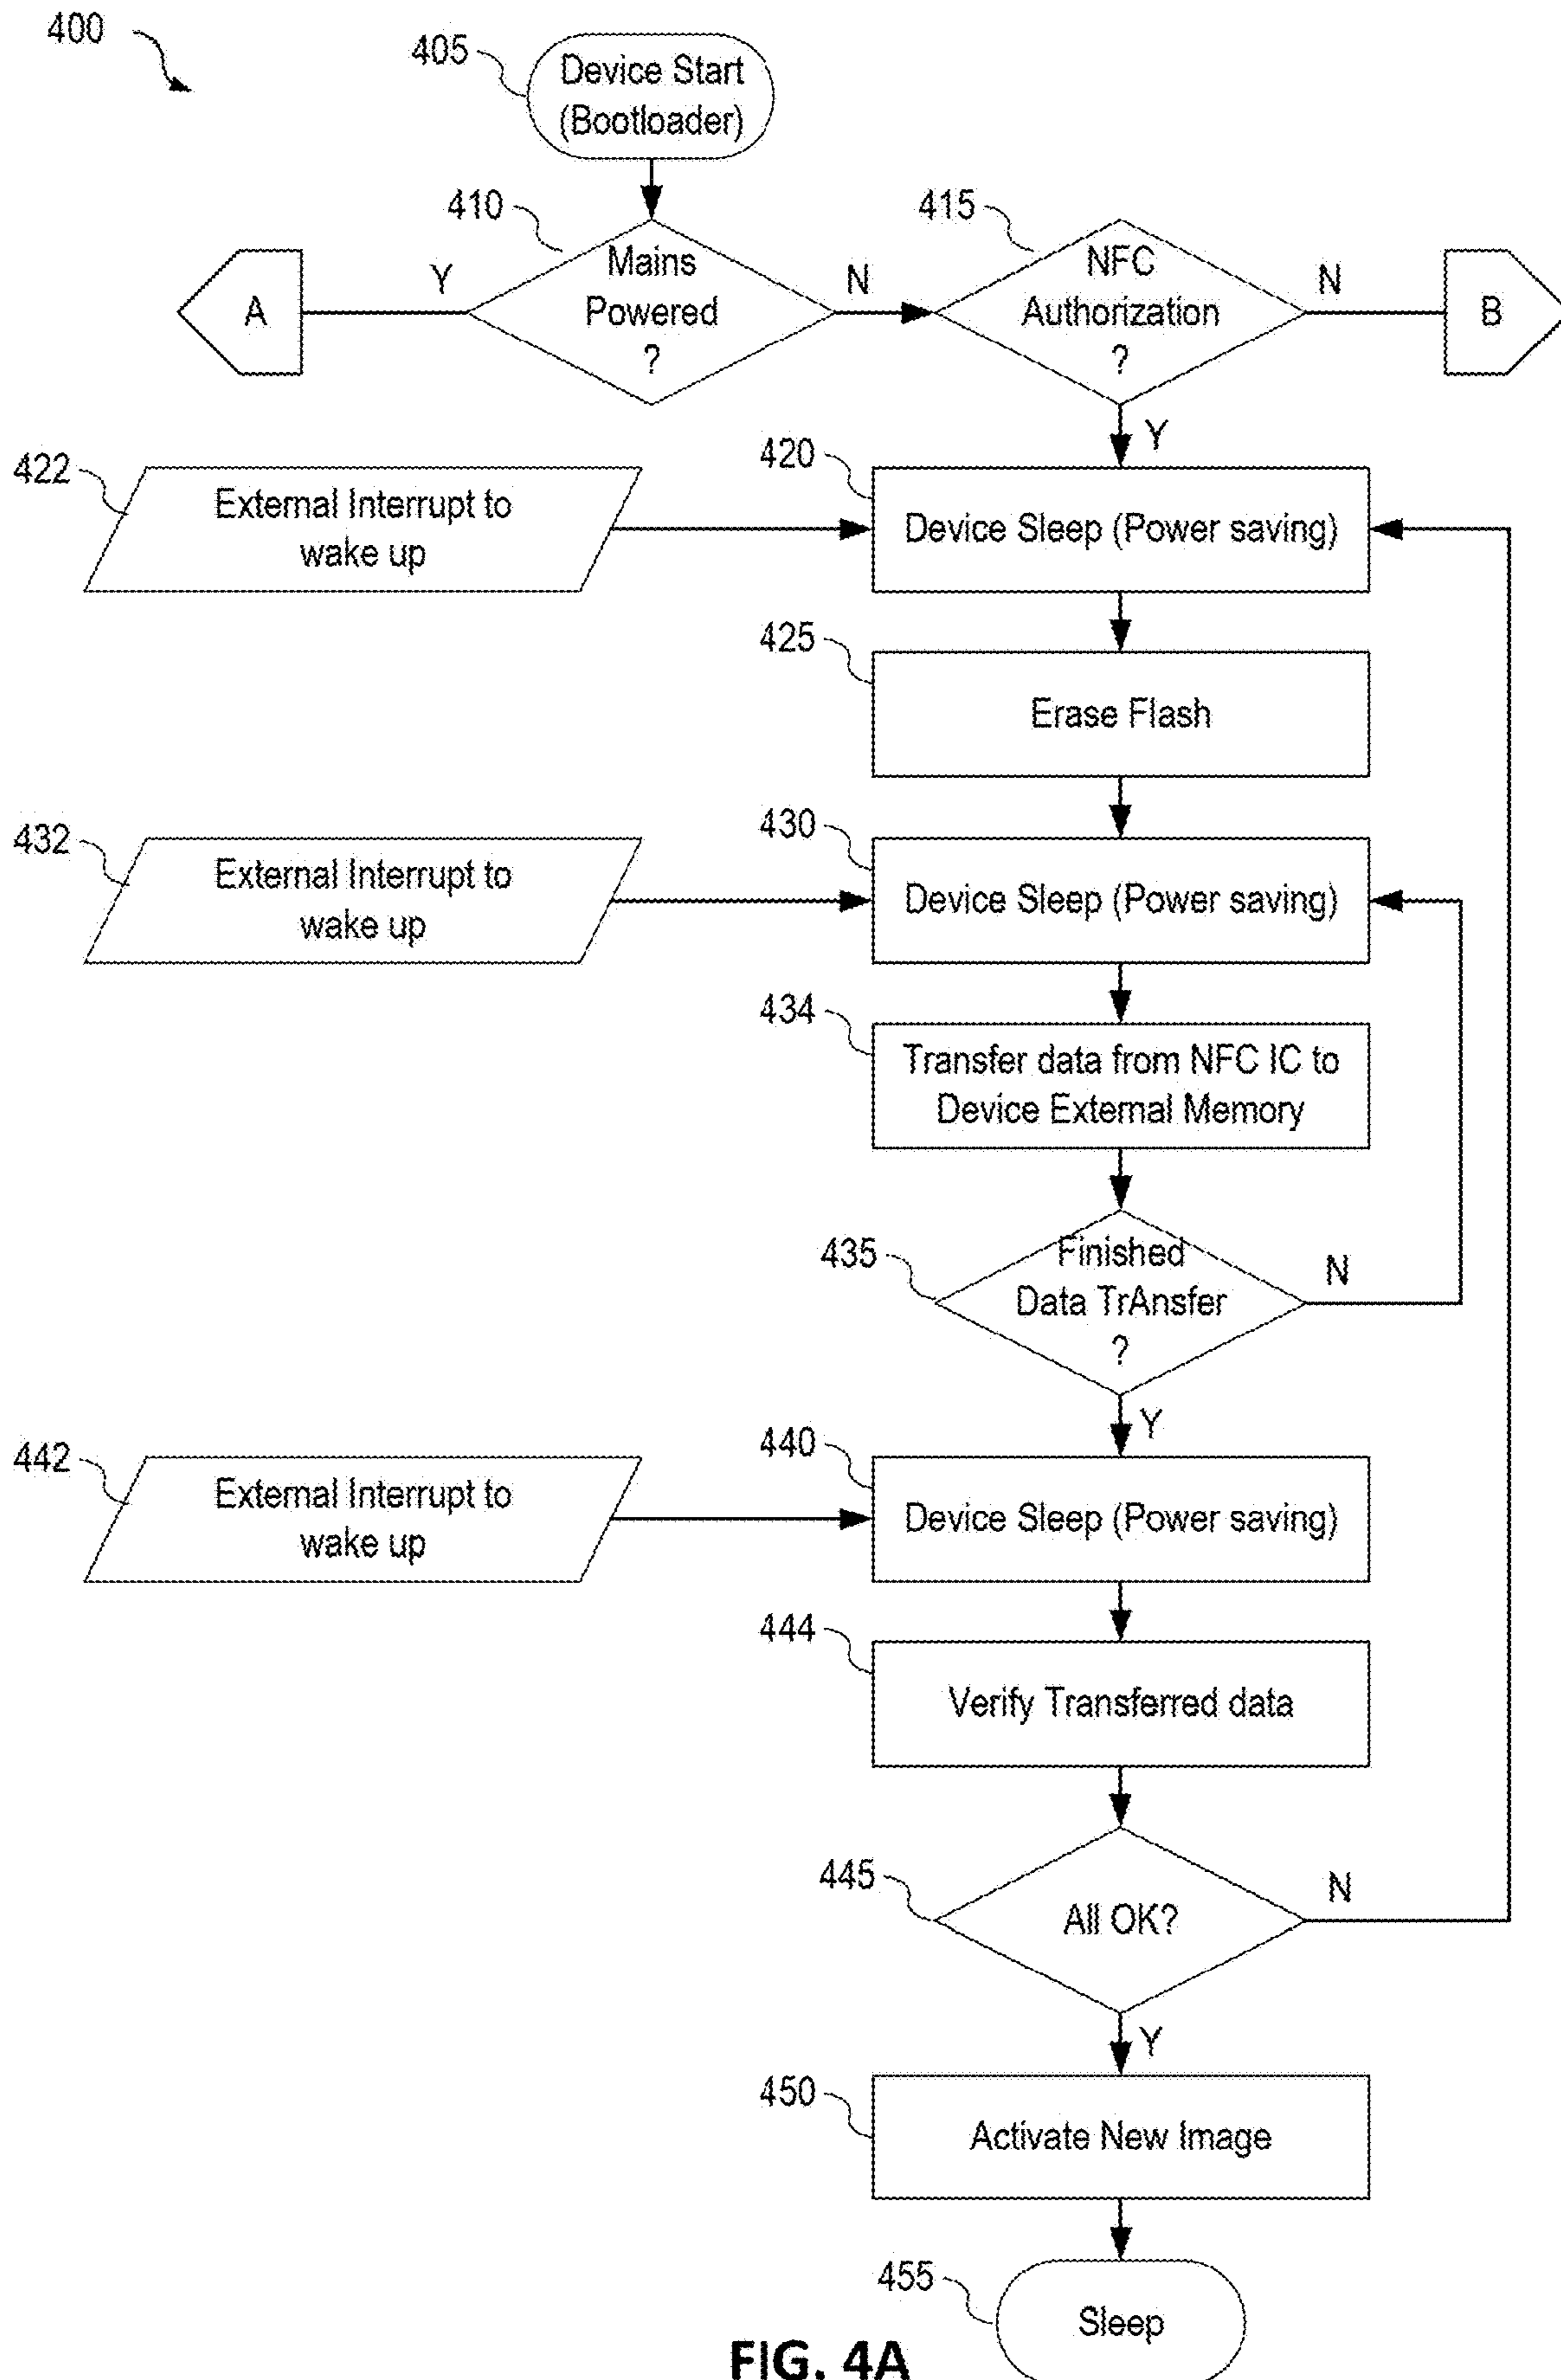 400
405
Device Start
(Bootloader)
410
415
Mains
Powered
?
NFC
Authorization
?
Y
N
N
A
B
Y
422
External Interrupt to
wake up
420
Device Sleep (Power saving)
425
Erase Flash
432
External Interrupt to
wake up
430
Device Sleep (Power saving)
434
Transfer data from NFC IC to
Device External Memory
435
Finished
Data TrAnsfer
?
N
Y
442
External Interrupt to
wake up
440
Device Sleep (Power saving)
444
Verify Transferred data
445
All OK?
N
Y
450
Activate New Image
455
Sleep
FIG. 4A